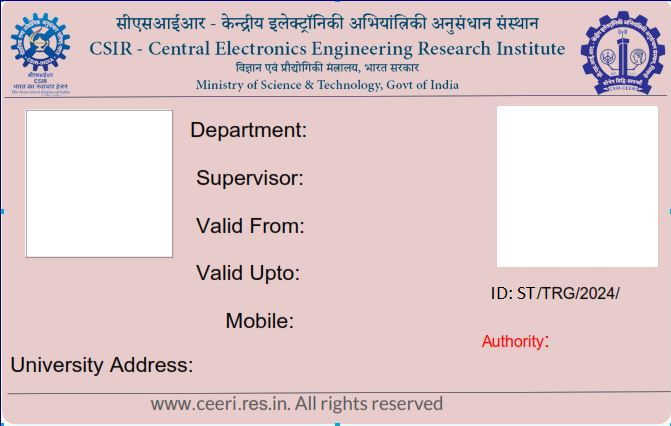 सीएसआईआर - केन्द्रीय इलेक्ट्रॉनिकी अभियांत्रिकी अनुसंधान संस्थान
CSIR - Central Electronics Engineering Research Institute
विज्ञान एवं प्रौद्योगिकी मंत्रालय, भारत सरकार
Ministry of Science & Technology, Govt of India
सीएसआईआर
CSIR
भारत का नवाचार इंजन
The Innovation Engine of India
CSIR-CEERI
Department:
Supervisor:
Valid From:
Valid Upto:
Mobile:
ID: ST/TRG/2024/
Authority:
University Address:
www.ceeri.res.in. All rights reserved